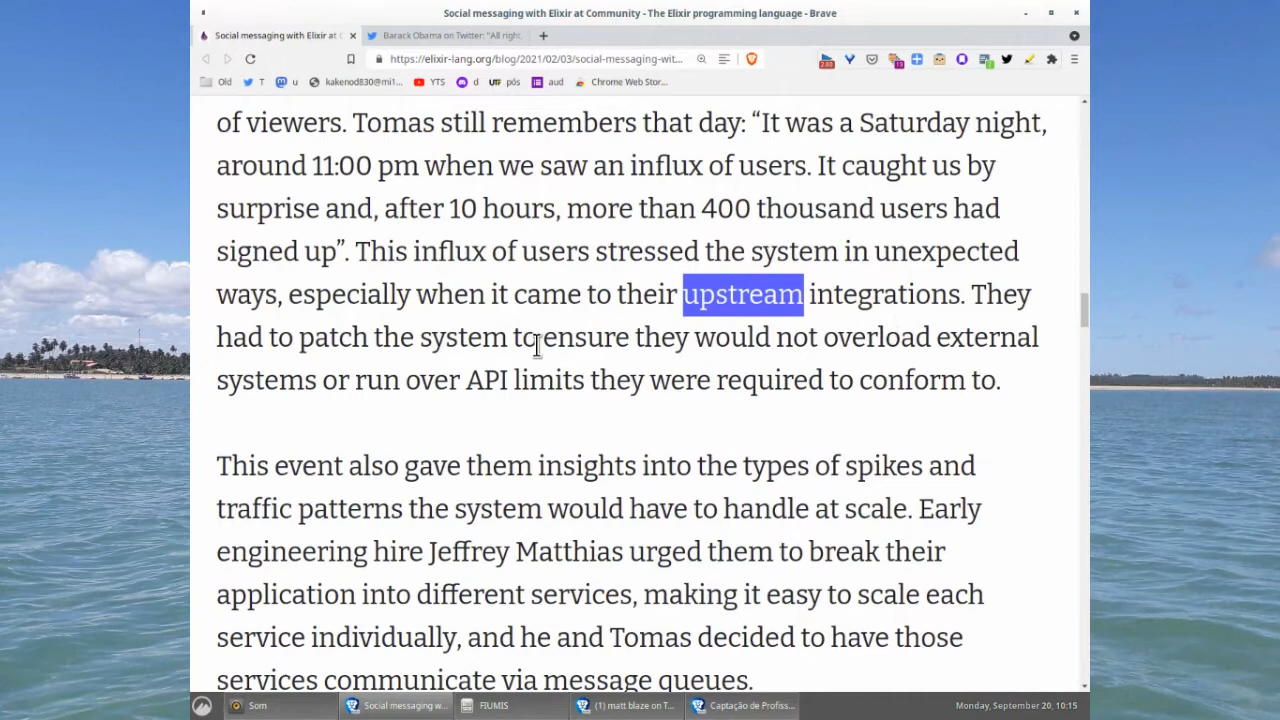 Social messaging with Elixir at Community - The Elixir programming language - Brave
Social messaging with Elixir at C
Barack Obama on Twitter: "All right,
https://elixir-lang.org/blog/2021/02/03/social-messaging-wit...
Old
T
u
kakenod830@mi1...
YTS
d
UTF pós
aud
Chrome Web Stor...
of viewers. Tomas still remembers that day: “It was a Saturday night,
around 11:00 pm when we saw an influx of users. It caught us by
surprise and, after 10 hours, more than 400 thousand users had
signed up”. This influx of users stressed the system in unexpected
ways, especially when it came to their upstream integrations. They
had to patch the system to ensure they would not overload external
systems or run over API limits they were required to conform to.
This event also gave them insights into the types of spikes and
traffic patterns the system would have to handle at scale. Early
engineering hire Jeffrey Matthias urged them to break their
application into different services, making it easy to scale each
service individually, and he and Tomas decided to have those
services communicate via message queues.
Som
Social messaging w...
FIUMIS
(1) matt blaze on T...
Captação de Profiss...
Monday, September 20, 10:15